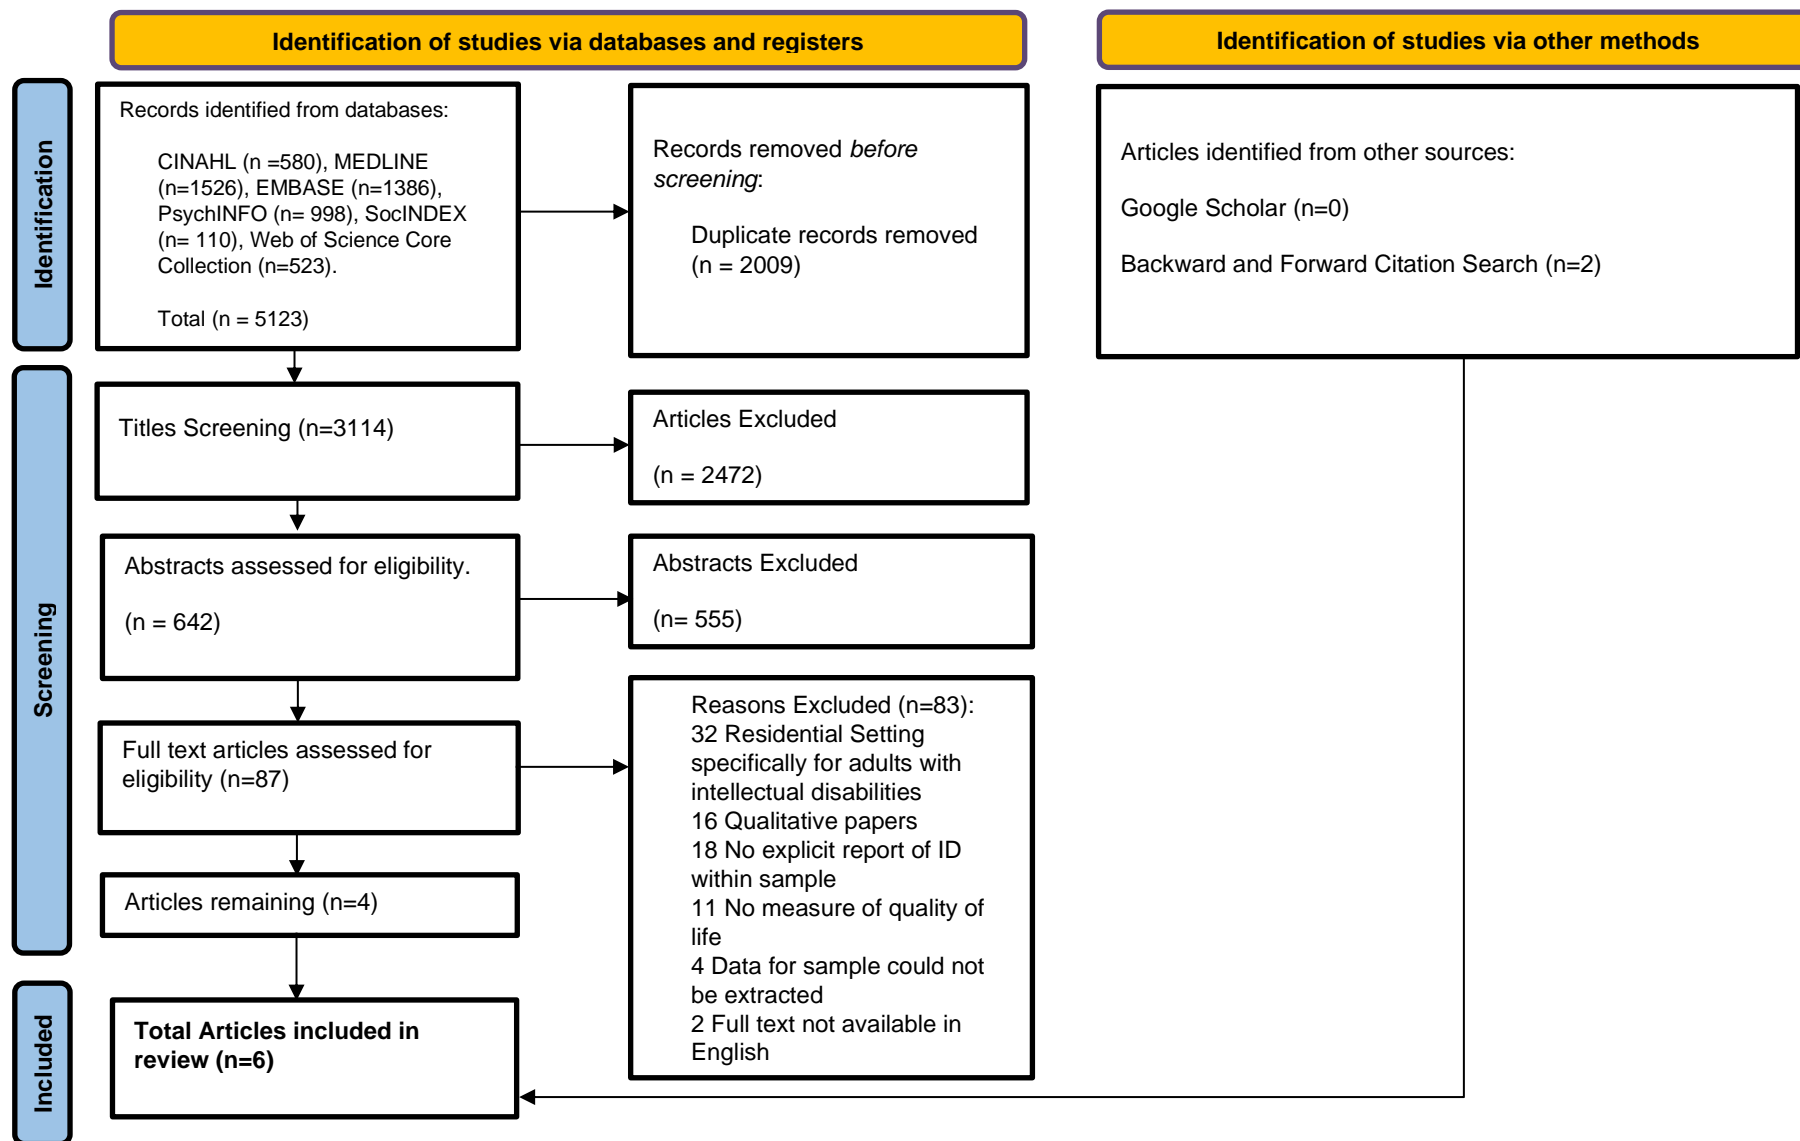 Identification of studies via databases and registers
Identification of studies via other methods
Identification
Records identified from databases:
CINAHL (n =580), MEDLINE
(n=1526), EMBASE (n=1386),
PsychINFO (n= 998), SocINDEX
(n= 110), Web of Science Core
Collection (n=523).
Total (n = 5123)
Records removed before
screening:
Duplicate records removed
(n = 2009)
Articles identified from other sources:
Google Scholar (n=0)
Backward and Forward Citation Search (n=2)
Screening
Titles Screening (n=3114)
Articles Excluded
(n = 2472)
Abstracts assessed for eligibility.
(n = 642)
Abstracts Excluded
(n= 555)
Full text articles assessed for
eligibility (n=87)
Reasons Excluded (n=83):
32 Residential Setting
specifically for adults with
intellectual disabilities
16 Qualitative papers
18 No explicit report of ID
within sample
11 No measure of quality of
life
4 Data for sample could not
be extracted
2 Full text not available in
English
Articles remaining (n=4)
Included
Total Articles included in
review (n=6)